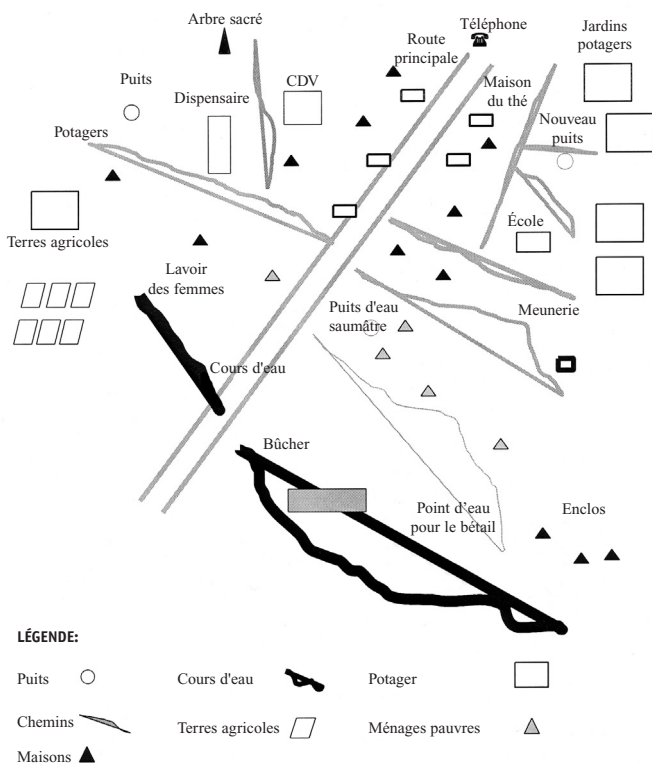 Arbre sacré
Téléphone
Route
principale
Jardins
potagers
Puits
CDV
Maison
du thé
Dispensaire
Nouveau
puits
Potagers
École
Terres agricoles
Lavoir
des femmes
Puits d'eau
saumâtre
Meunerie
Cours d'eau
Bûcher
Point d'eau
pour le bétail
Enclos
LÉGENDE:
Puits
Cours d'eau
Potager
Chemins
Terres agricoles
Ménages pauvres
Maisons